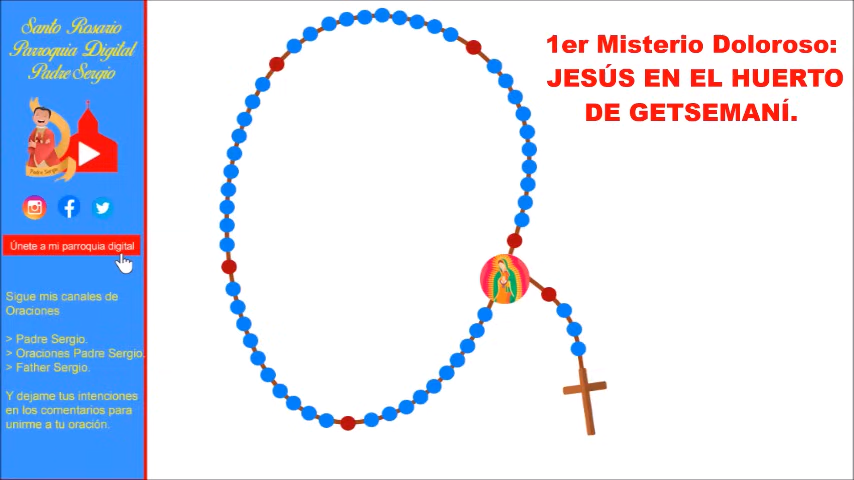 Santo Rosario
Parroquia Digital
Padre Sergio
Padre Sergio
Únete a mi parroquia digital
Sigue mis canales de
Oraciones
> Padre Sergio.
> Oraciones Padre Sergio.
> Father Sergio.
Y dejame tus intenciones
en los comentarios para
unirme a tu oración.
1er Misterio Doloroso:
JESÚS EN EL HUERTO
DE GETSEMANÍ.